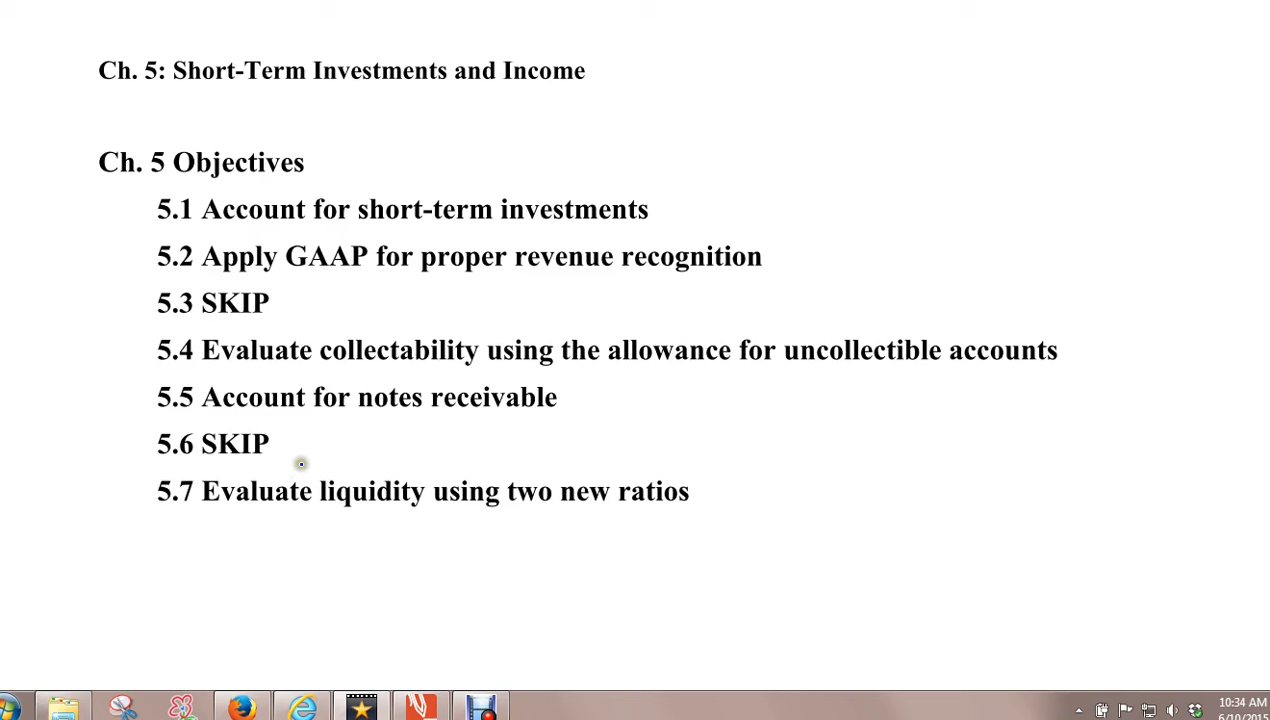 Ch. 5: Short-Term Investments and Income
Ch. 5 Objectives
5.1 Account for short-term investments
5.2 Apply GAAP for proper revenue recognition
5.3 SKIP
5.4 Evaluate collectability using the allowance for uncollectible accounts
5.5 Account for notes receivable
5.6 SKIP
5.7 Evaluate liquidity using two new ratios
10:34 AM
6/10/2015